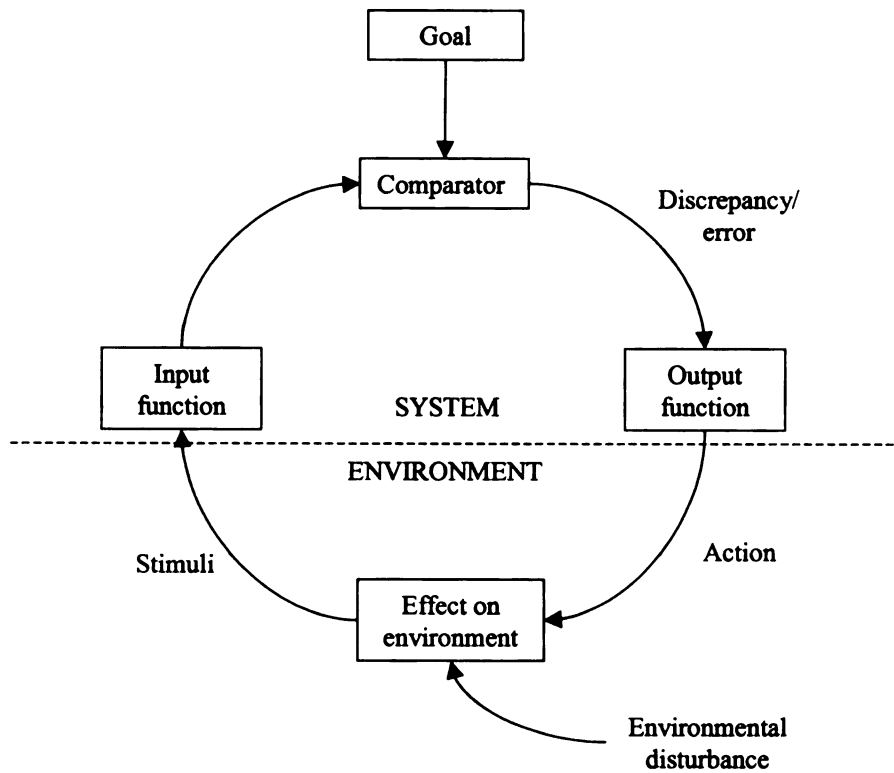 Goal
Comparator
Discrepancy/
error
Input
function
Output
function
SYSTEM
ENVIRONMENT
Stimuli
Action
Effect on
environment
Environmental
disturbance